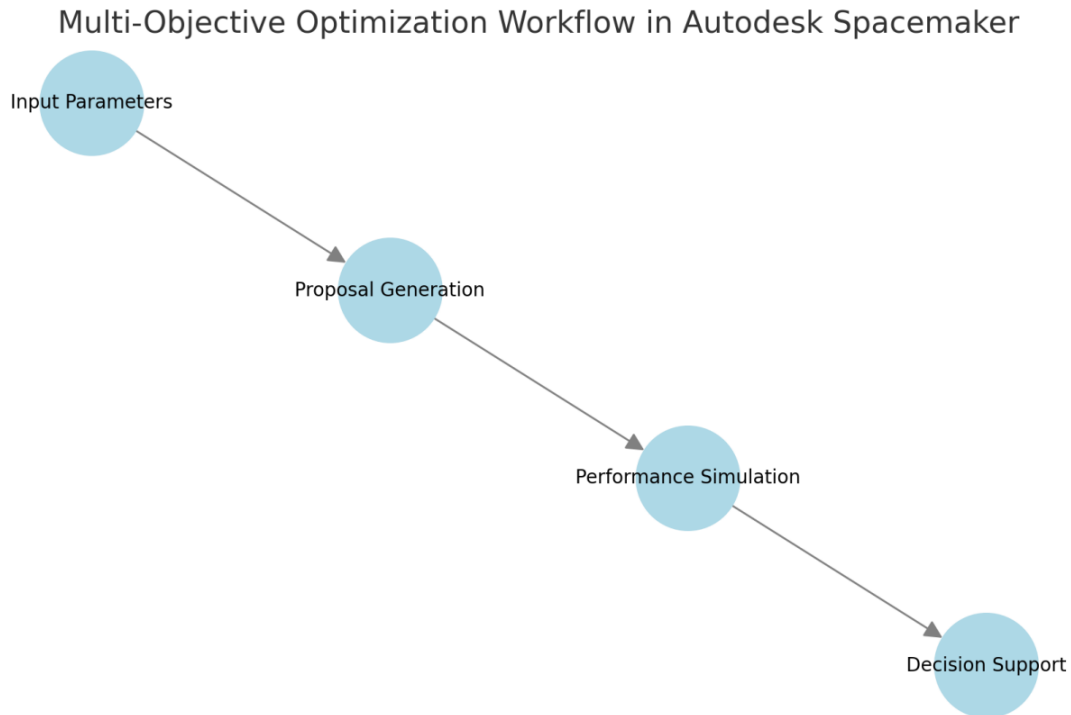 Multi-Objective Optimization Workflow in Autodesk Spacemaker
Input Parameters
Proposal Generation
Performance Simulation
Decision Support